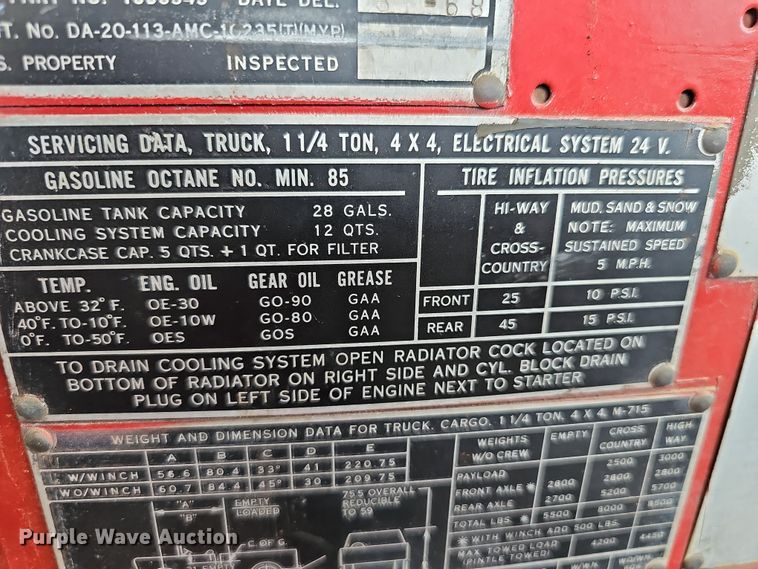 DATE DEL.
T. No. DA-20-113-AMC-1(235(T)(MYP)
S. PROPERTY INSPECTED
SERVICING DATA, TRUCK, 1 1/4 TON, 4 X 4, ELECTRICAL SYSTEM 24 V.
GASOLINE OCTANE NO. MIN. 85
GASOLINE TANK CAPACITY 28 GALS.
COOLING SYSTEM CAPACITY 12 QTS.
CRANKCASE CAP. 5 QTS. + 1 QT. FOR FILTER
TEMP. ENG. OIL GEAR OIL GREASE
ABOVE 32°F. OE-30 GO-90 GAA
40°F. TO-10°F. OE-10W GO-80 GAA
0°F. TO-50°F. OES GOS GAA
TIRE INFLATION PRESSURES
HI-WAY & CROSS-COUNTRY
MUD, SAND & SNOW
NOTE: MAXIMUM
SUSTAINED SPEED
5 M.P.H.
FRONT 25 10 P.S.I.
REAR 45 15 P.S.I.
TO DRAIN COOLING SYSTEM OPEN RADIATOR COCK LOCATED ON
BOTTOM OF RADIATOR ON RIGHT SIDE AND CYL. BLOCK DRAIN
PLUG ON LEFT SIDE OF ENGINE NEXT TO STARTER
WEIGHT AND DIMENSION DATA FOR TRUCK, CARGO, 1 1/4 TON, 4 X 4, M-715
A B C D E
W/WINCH 56.6 80.4 33° 41 220.75
WO/WINCH 60.7 84.4 45° 30 209.75
"A" EMPTY
"B" LOADED
C. OF G.
75.5 OVERALL
REDUCIBLE
TO 59
WEIGHTS W/O CREW EMPTY CROSS COUNTRY HIGH WAY
PAYLOAD 2500 3000
FRONT AXLE * 2800 2800 2800
REAR AXLE 2700 5200 5700
TOTAL LBS * 5500 8000 8500
* WITH WINCH ADD 500 LBS.
MAX TOWED LOAD 4200 4450
(PINTLE TOWER)
Purple Wave Auction